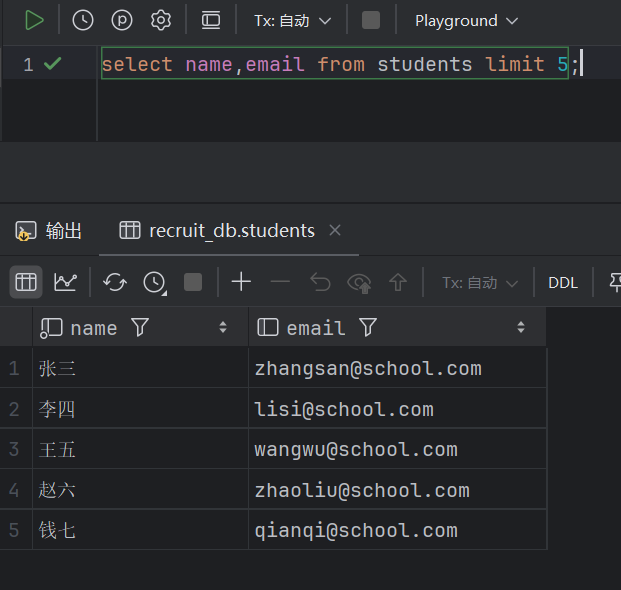 Tx: 自动 Playground
1 select name,email from students limit 5;
输出 recruit_db.students
Tx: 自动 DDL
name email
1 张三 zhangsan@school.com
2 李四 lisi@school.com
3 王五 wangwu@school.com
4 赵六 zhaoliu@school.com
5 钱七 qianqi@school.com